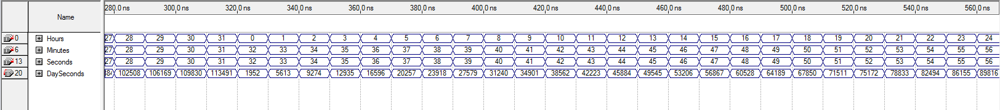 280.0 ns 300.0 ns 320.0 ns 340.0 ns 360.0 ns 380.0 ns 400.0 ns 420.0 ns 440.0 ns 460.0 ns 480.0 ns 500.0 ns 520.0 ns 540.0 ns 560.0 ns
Name
0 Hours 27 28 29 30 31 0 1 2 3 4 5 6 7 8 9 10 11 12 13 14 15 16 17 18 19 20 21 22 23 24
6 Minutes 27 28 29 30 31 32 33 34 35 36 37 38 39 40 41 42 43 44 45 46 47 48 49 50 51 52 53 54 55 56
13 Seconds 27 28 29 30 31 32 33 34 35 36 37 38 39 40 41 42 43 44 45 46 47 48 49 50 51 52 53 54 55 56
20 DaySeconds 102508 106169 109830 113491 1952 5613 9274 12935 16596 20257 23918 27579 31240 34901 38562 42223 45884 49545 53206 56867 60528 64189 67850 71511 75172 78833 82494 86155 89816